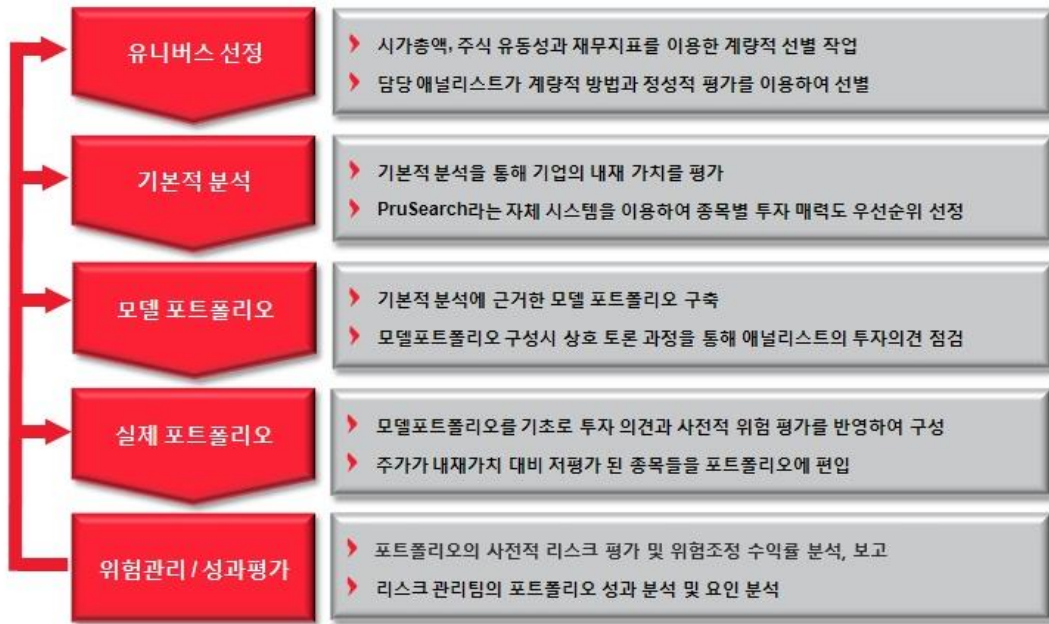 유니버스 선정
시가총액, 주식 유동성과 재무지표를 이용한 계량적 선별 작업
담당 애널리스트가 계량적 방법과 정성적 평가를 이용하여 선별
기본적 분석
기본적 분석을 통해 기업의 내재 가치를 평가
PruSearch라는 자체 시스템을 이용하여 종목별 투자 매력도 우선순위 선정
모델 포트폴리오
기본적 분석에 근거한 모델 포트폴리오 구축
모델포트폴리오 구성시 상호 토론 과정을 통해 애널리스트의 투자의견 점검
실제 포트폴리오
모델포트폴리오를 기초로 투자 의견과 사전적 위험 평가를 반영하여 구성
주가가 내재가치 대비 저평가 된 종목들을 포트폴리오에 편입
위험관리 / 성과평가
포트폴리오의 사전적 리스크 평가 및 위험조정 수익률 분석, 보고
리스크 관리팀의 포트폴리오 성과 분석 및 요인 분석